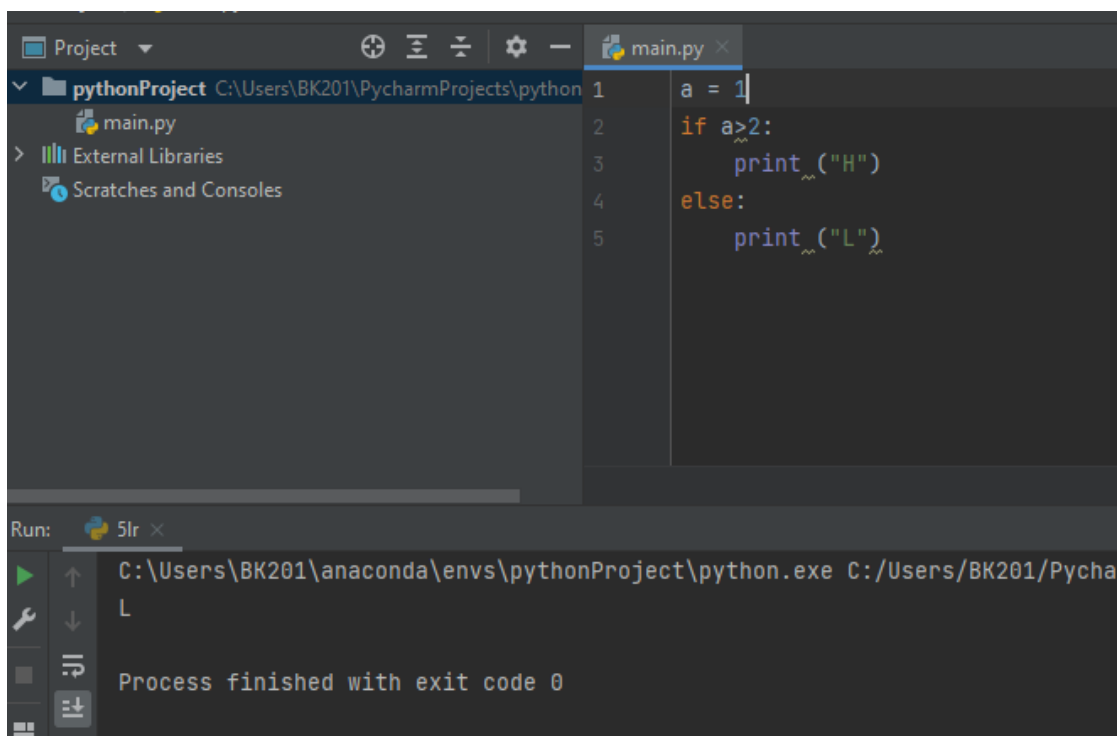 Project
main.py
pythonProject C:\Users\BK201\PycharmProjects\python
main.py
External Libraries
Scratches and Consoles
1 a = 1
2 if a>2:
3 print ("H")
4 else:
5 print ("L")
Run: 5lr
C:\Users\BK201\anaconda\envs\pythonProject\python.exe C:/Users/BK201/Pycha
L
Process finished with exit code 0